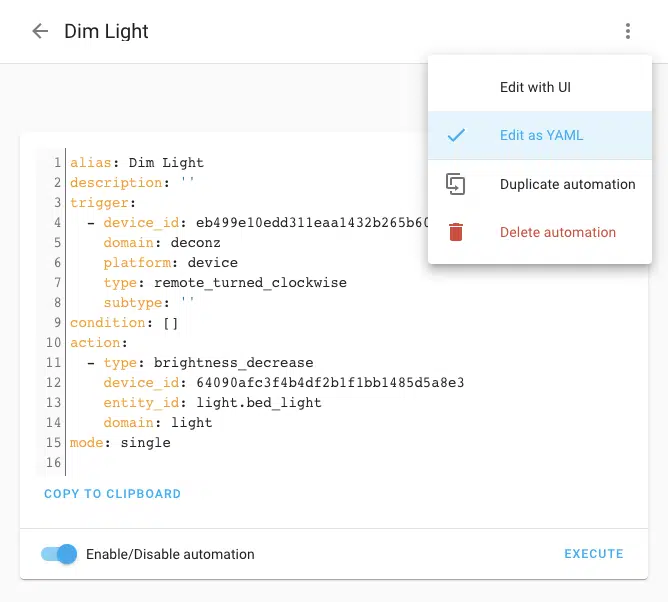 Dim Light
Edit with UI
Edit as YAML
Duplicate automation
Delete automation
1 alias: Dim Light
2 description: ''
3 trigger:
4   - device_id: eb499e10edd311eaa1432b265b60
5     domain: deconz
6     platform: device
7     type: remote_turned_clockwise
8     subtype: ''
9 condition: []
10 action:
11   - type: brightness_decrease
12     device_id: 64090afc3f4b4df2b1f1bb1485d5a8e3
13     entity_id: light.bed_light
14     domain: light
15 mode: single
16
COPY TO CLIPBOARD
Enable/Disable automation
EXECUTE